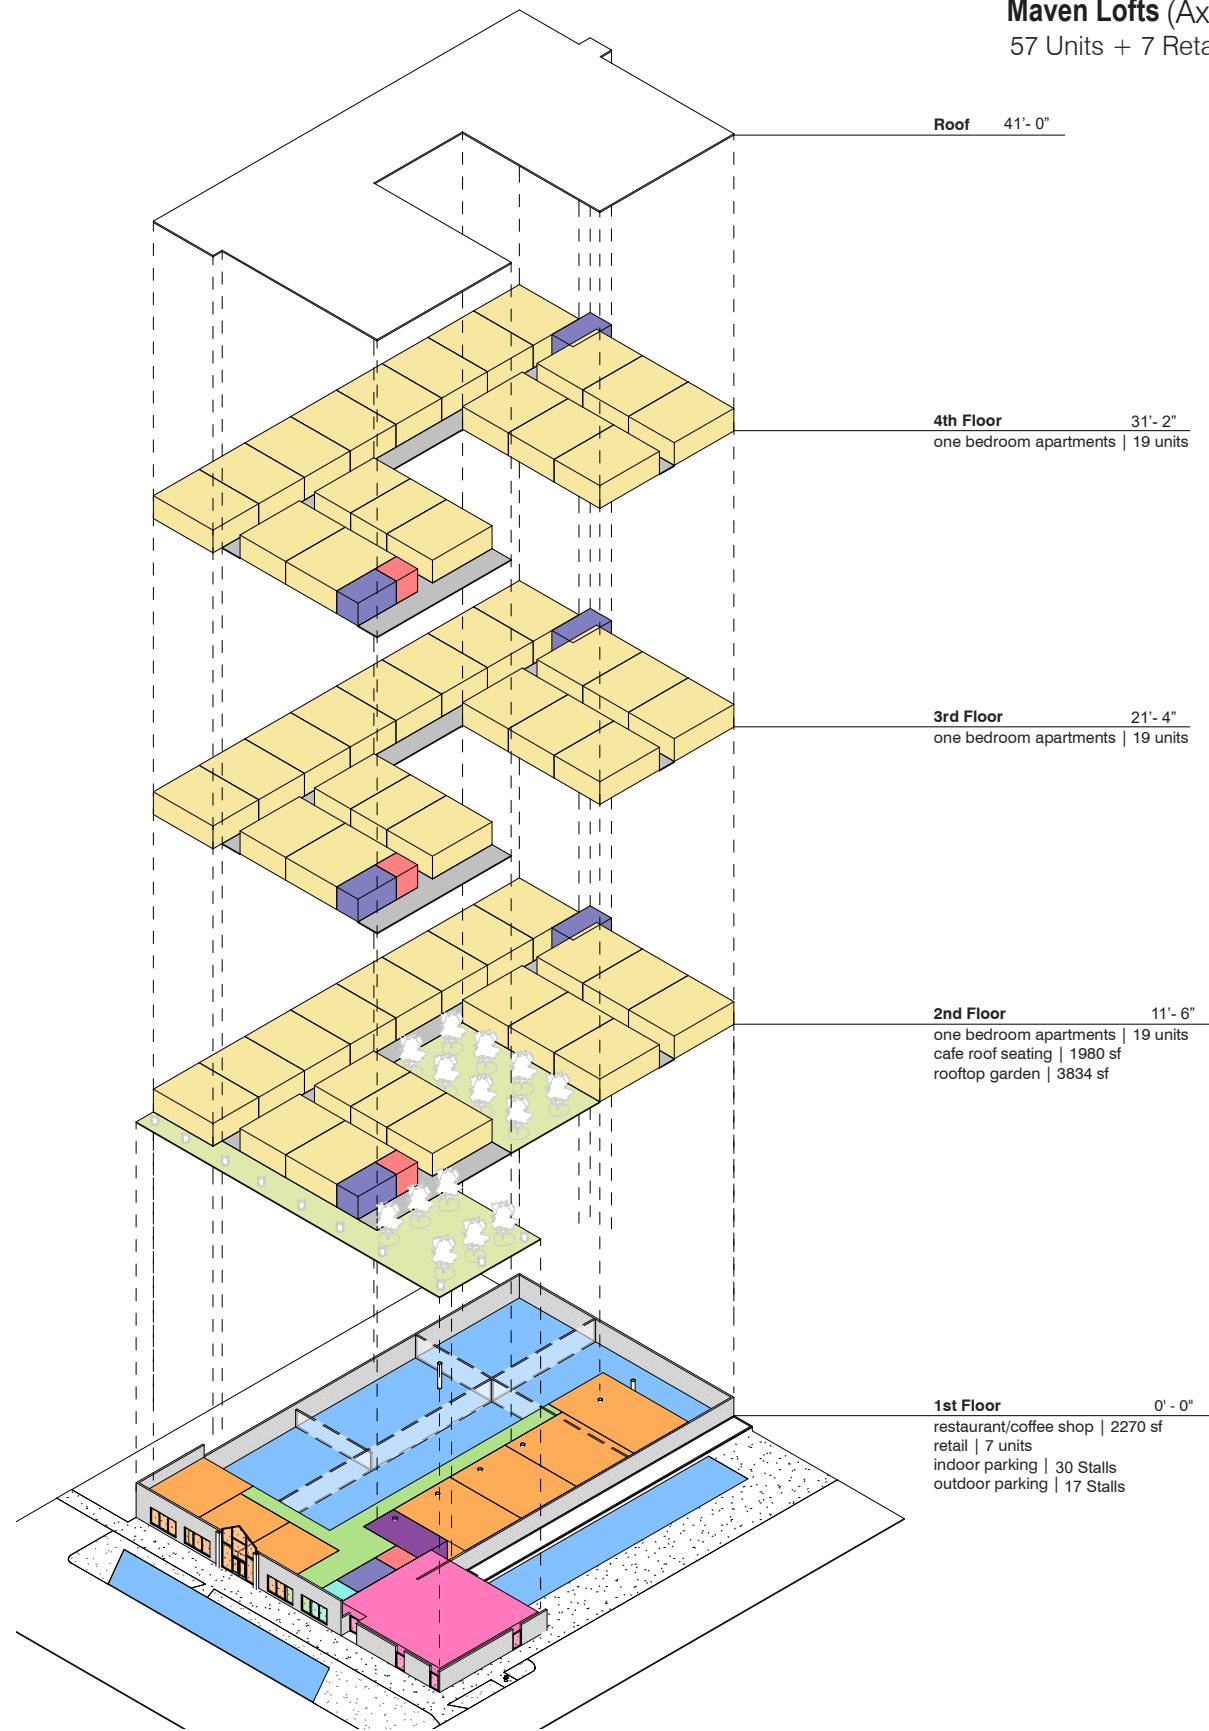 Maven Lofts (Ax
57 Units + 7 Reta
Roof 41'- 0"
4th Floor 31'- 2"
one bedroom apartments | 19 units
3rd Floor 21'- 4"
one bedroom apartments | 19 units
2nd Floor 11'- 6"
one bedroom apartments | 19 units
cafe roof seating | 1980 sf
rooftop garden | 3834 sf
1st Floor 0' - 0"
restaurant/coffee shop | 2270 sf
retail | 7 units
indoor parking | 30 Stalls
outdoor parking | 17 Stalls